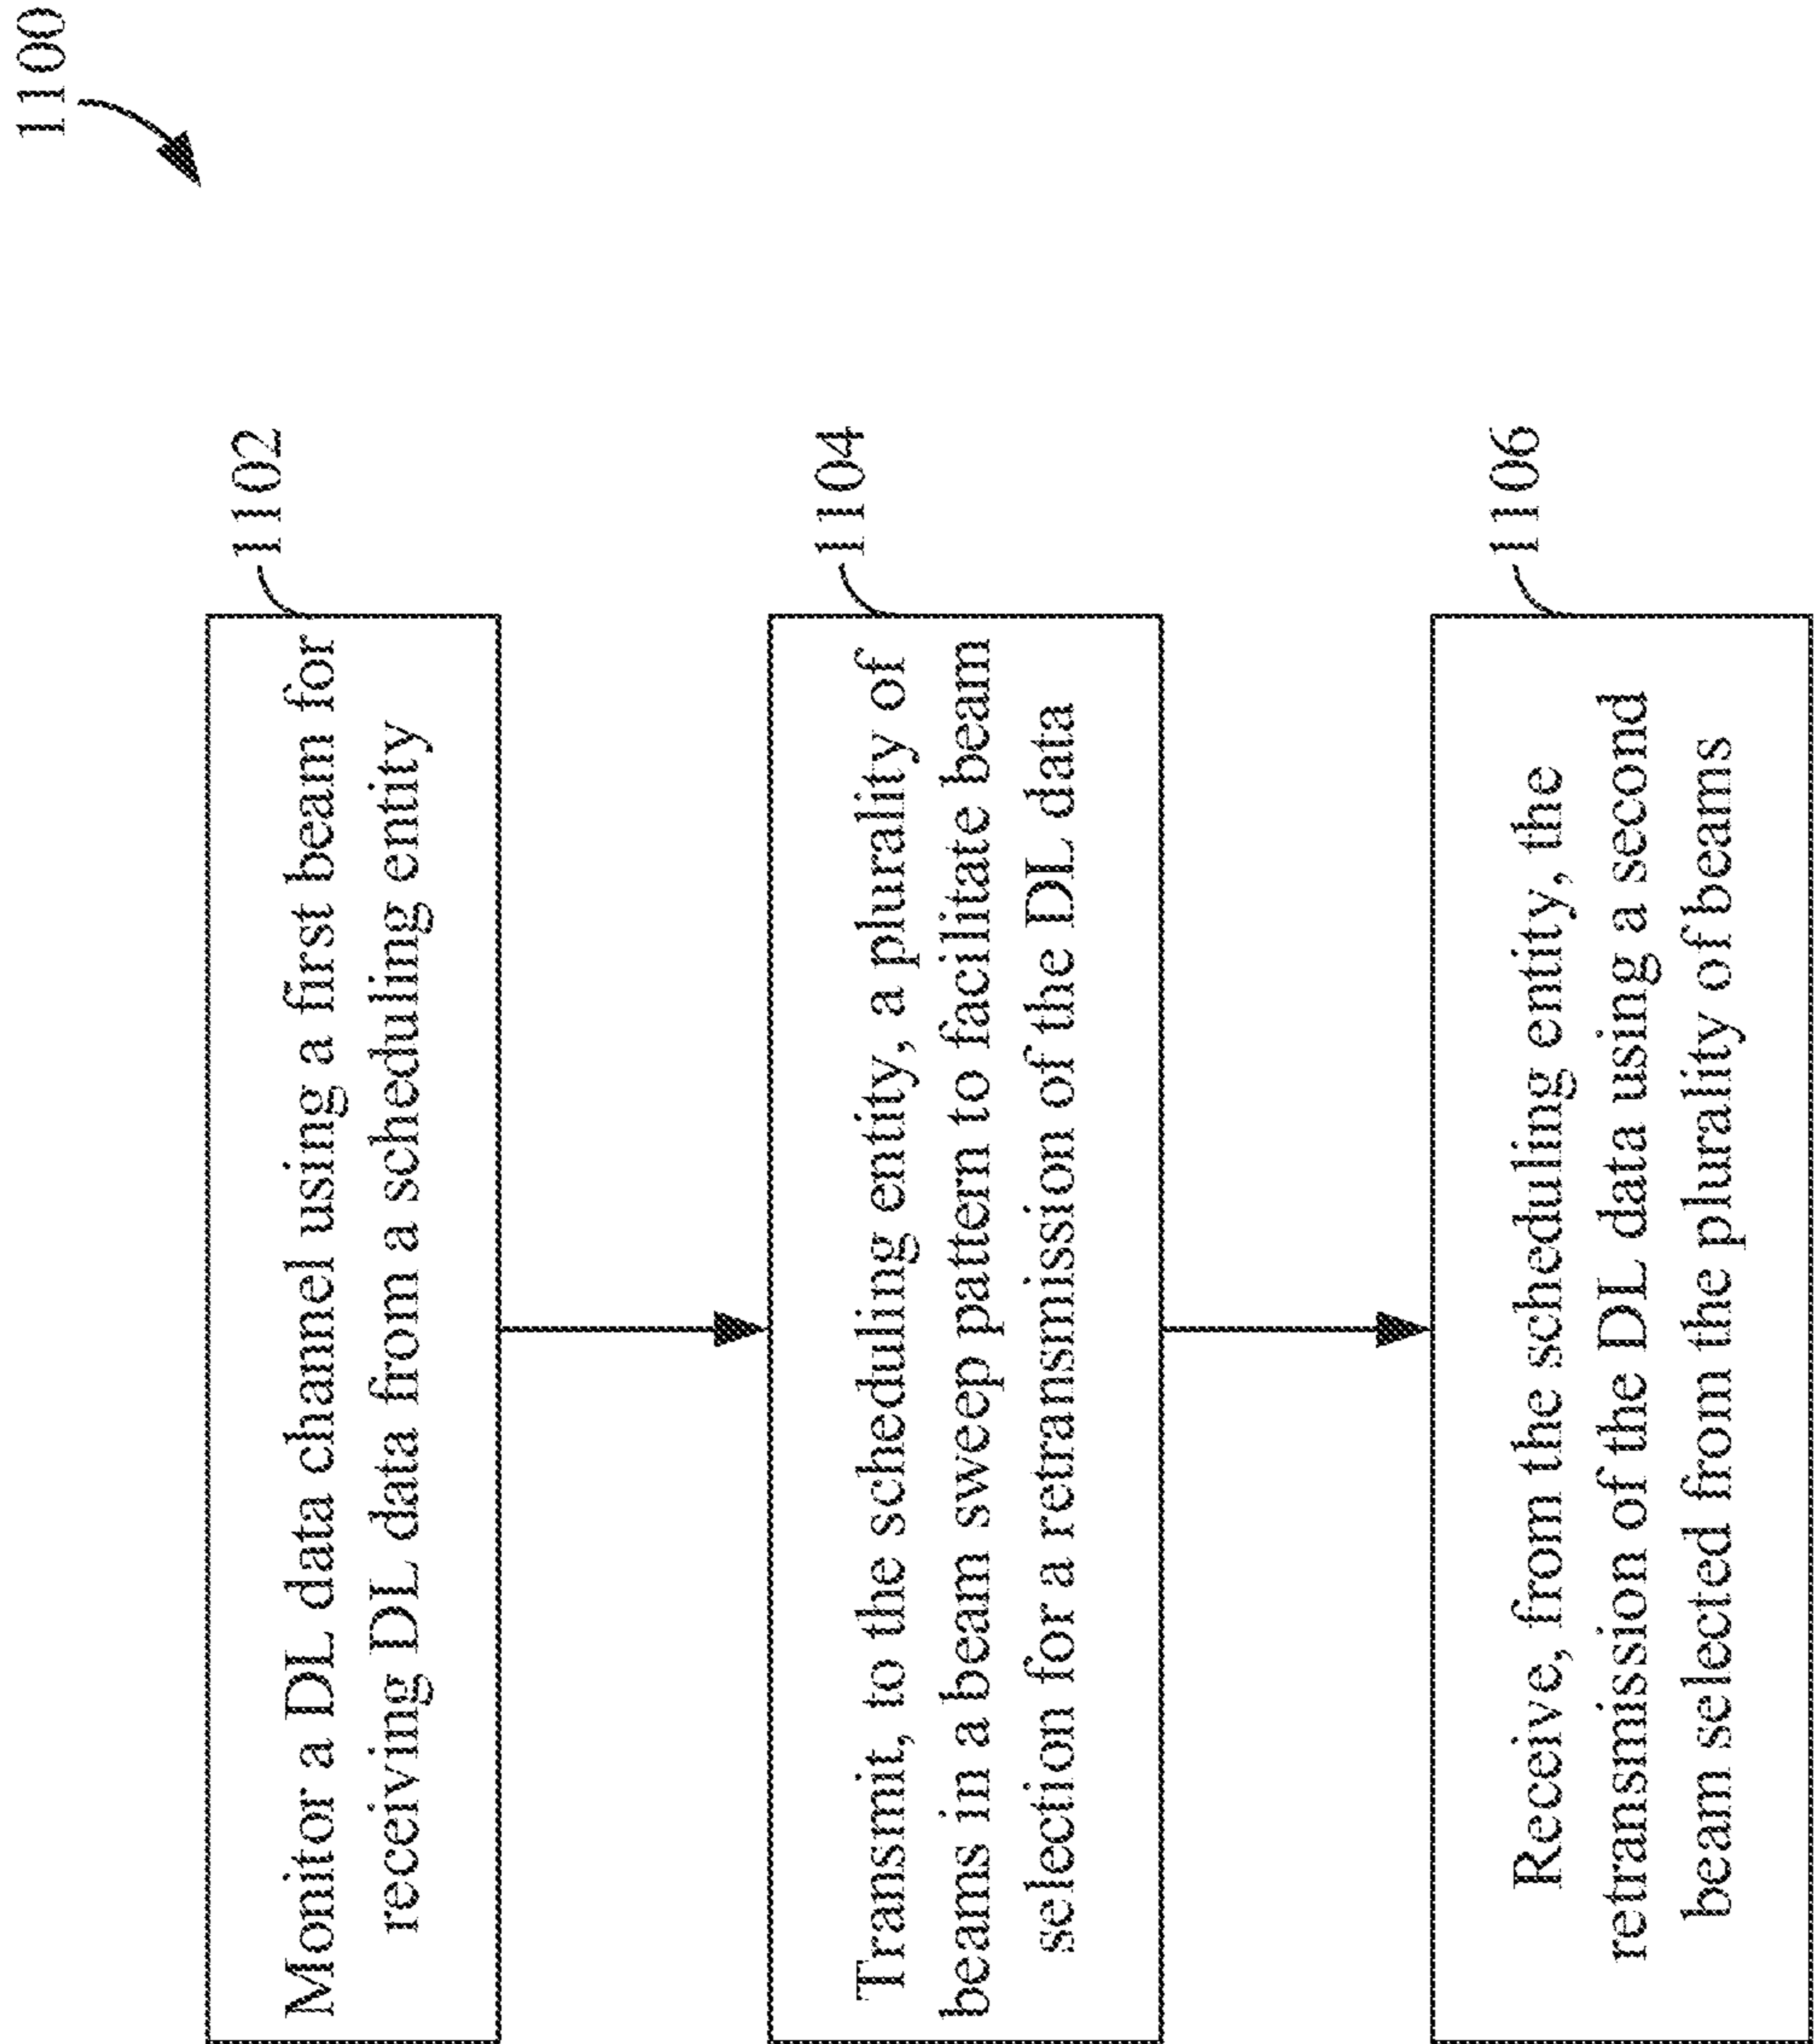 1100
1102
Monitor a DL data channel using a first beam for
receiving DL data from a scheduling entity
1104
Transmit, to the scheduling entity, a plurality of
beams in a beam sweep pattern to facilitate beam
selection for a retransmission of the DL data
1106
Receive, from the scheduling entity, the
retransmission of the DL data using a second
beam selected from the plurality of beams